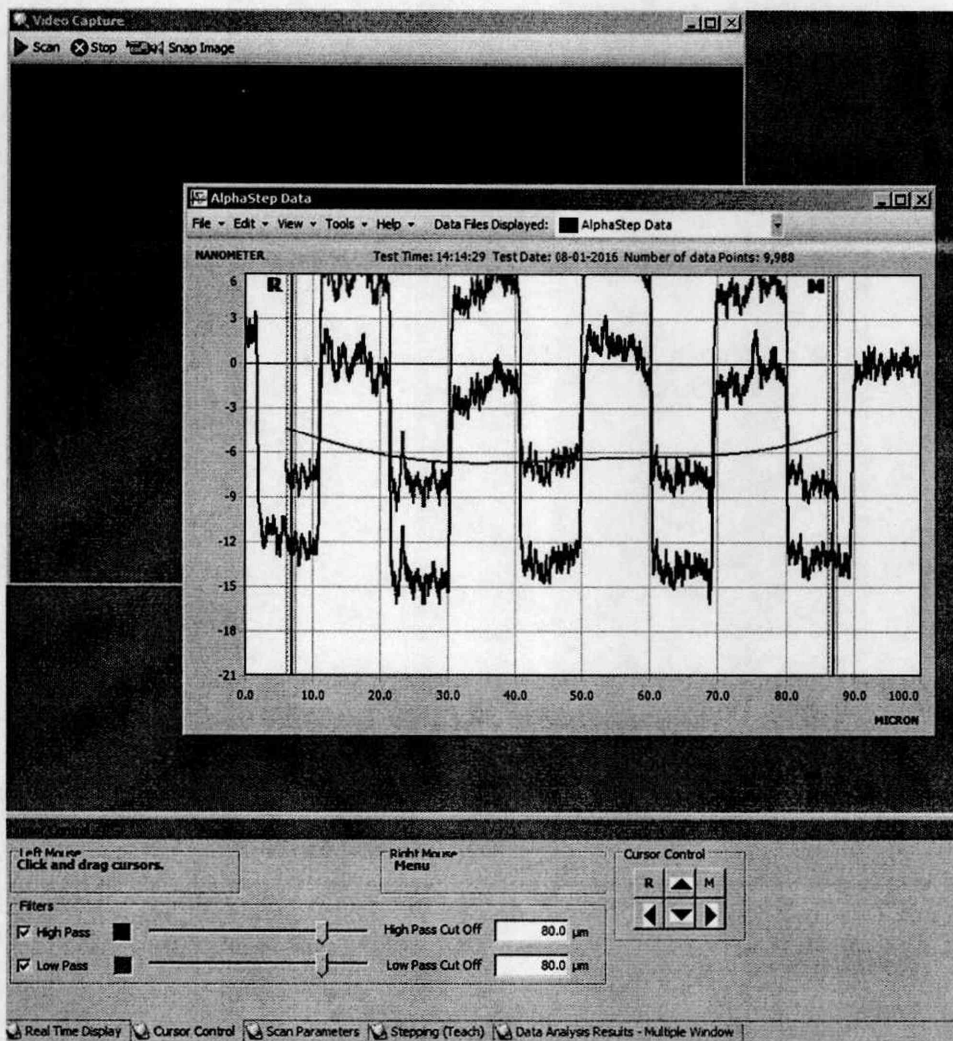 Video Capture
Scan Stop Snap Image
AlphaStep Data
File Edit View Tools Help Data Files Displayed: AlphaStep Data
NANOMETER Test Time: 14:14:29 Test Date: 08-01-2016 Number of data Points: 9,988
R M
6
3
0
-3
-6
-9
-12
-15
-18
-21
0.0 10.0 20.0 30.0 40.0 50.0 60.0 70.0 80.0 90.0 100.0
MICRON
Left Mouse Right Mouse Cursor Control
Click and drag cursors. Menu
R M
Filters
High Pass High Pass Cut Off 80.0 µm
Low Pass Low Pass Cut Off 80.0 µm
Real Time Display Cursor Control Scan Parameters Stepping (Teach) Data Analysis Results - Multiple Window